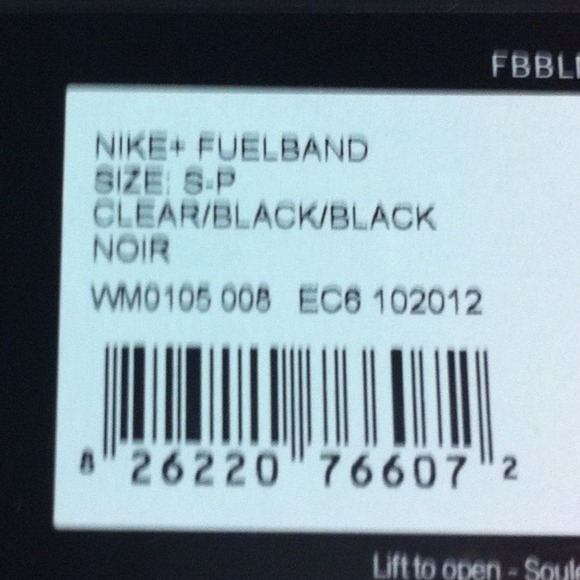 FBBL
NIKE+ FUELBAND
SIZE: S-P
CLEAR/BLACK/BLACK
NOIR
WM0105 008 EC6 102012
8 26220 76607 2
Lift to open - Soul